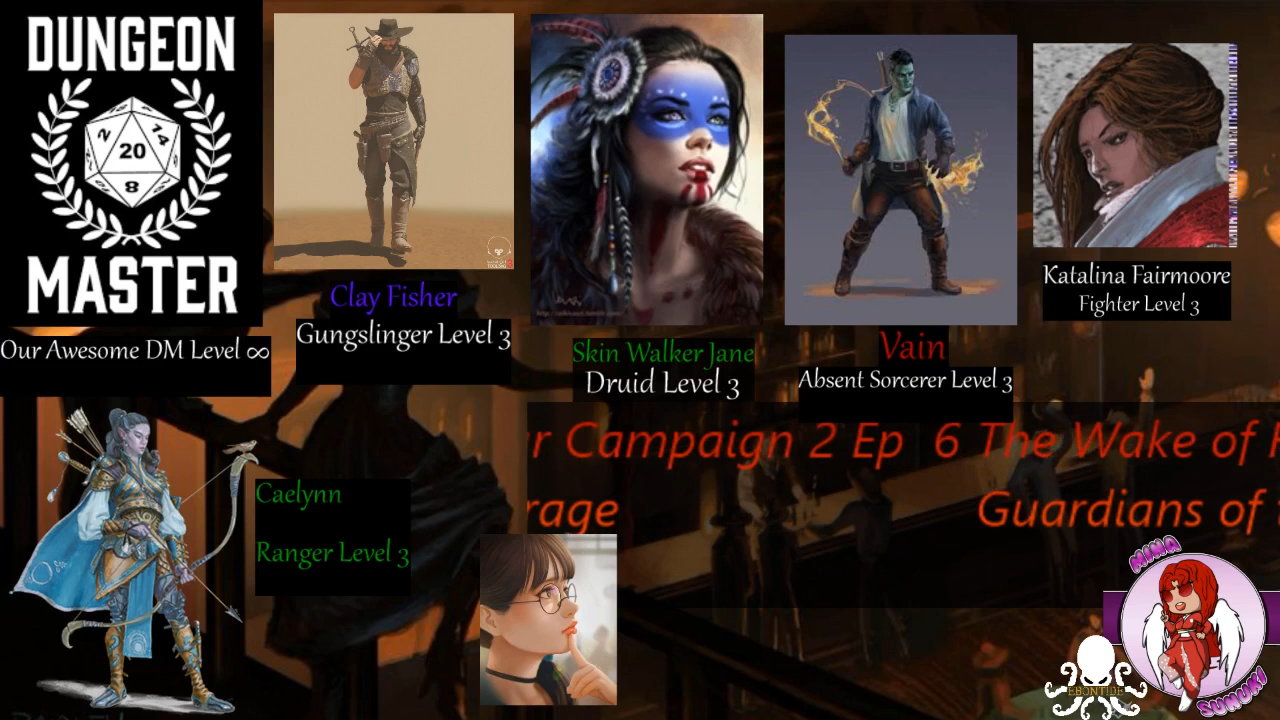 DUNGEON
2
14
20
8
MASTER
Our Awesome DM Level ∞
Clay Fisher
Gungslinger Level 3
Skin Walker Jane
Druid Level 3
Vain
Absent Sorcerer Level 3
Katalina Fairmoore
Fighter Level 3
Caelynn
Ranger Level 3
r Campaign 2 Ep 6 The Wake of
rage
Guardians of
MINA
SUZUKI
EBONTIDE